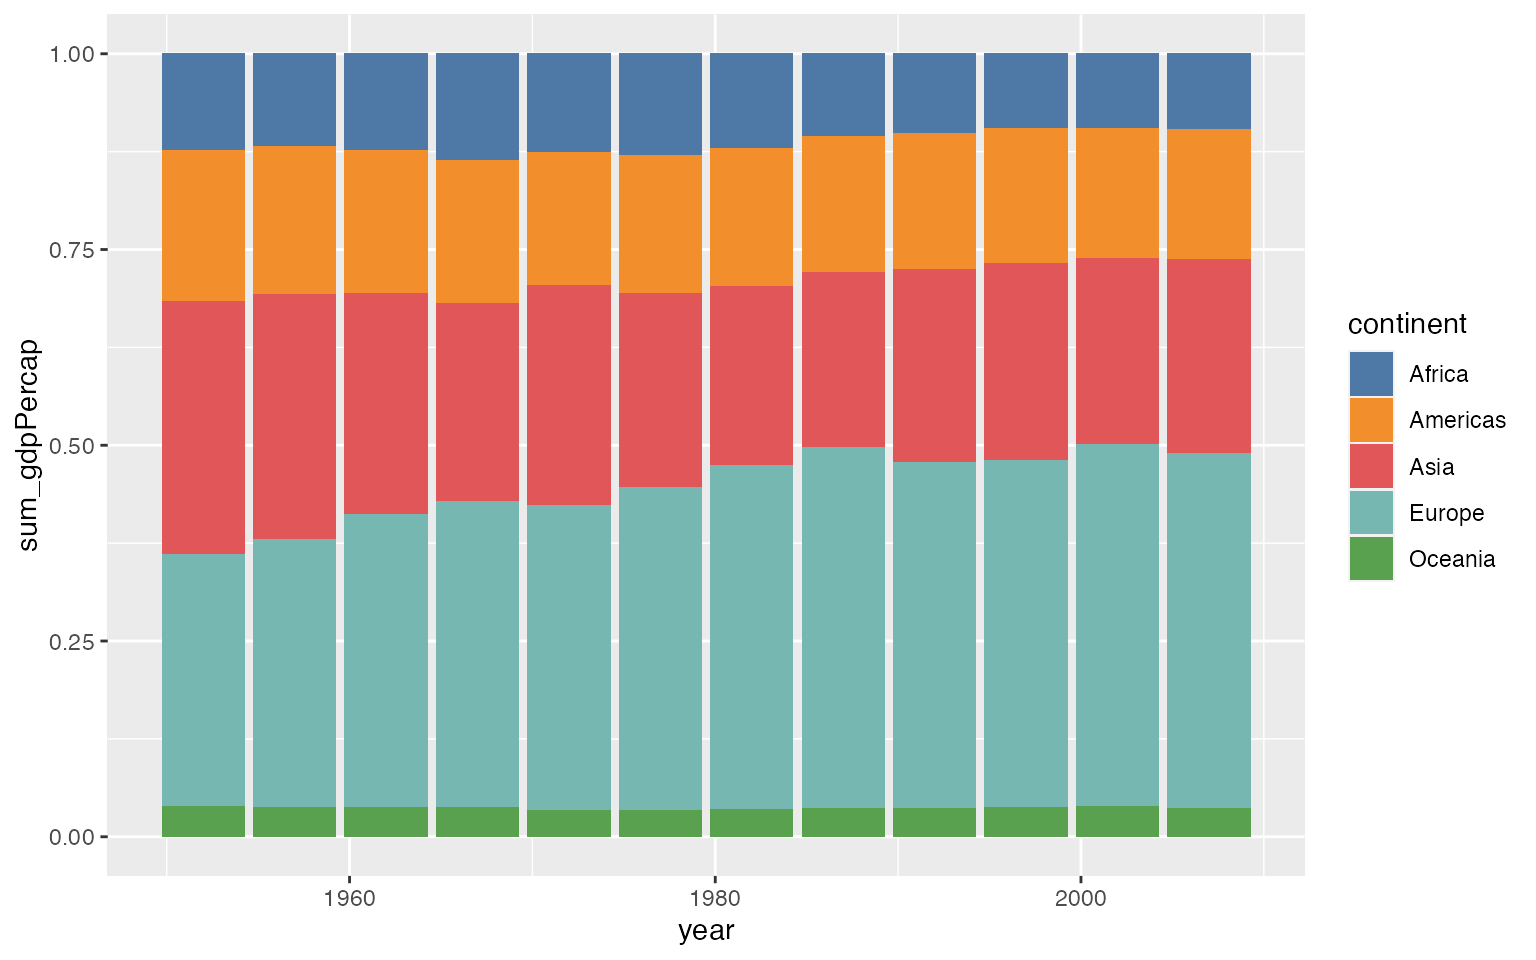 1.00
0.75
0.50
0.25
0.00
sum_gdpPercap
1960
1980
2000
year
continent
Africa
Americas
Asia
Europe
Oceania